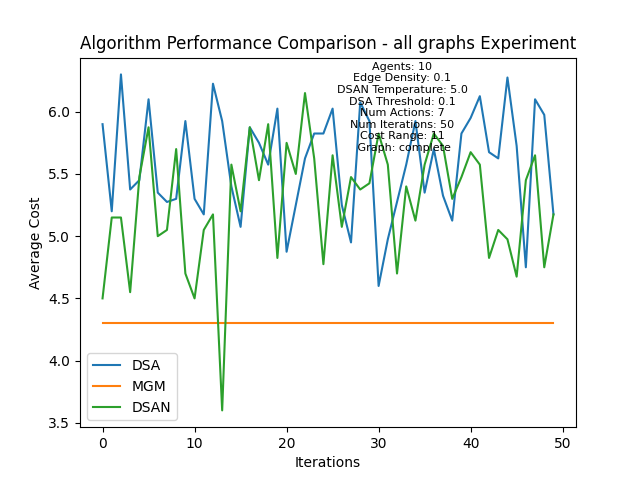 Algorithm Performance Comparison - all graphs Experiment
Agents: 10
Edge Density: 0.1
DSAN Temperature: 5.0
DSA Threshold: 0.1
Num Actions: 7
Num Iterations: 50
Cost Range: 11
Graph: complete
Average Cost
6.0
5.5
5.0
4.5
4.0
3.5
DSA
MGM
DSAN
0 10 20 30 40 50
Iterations